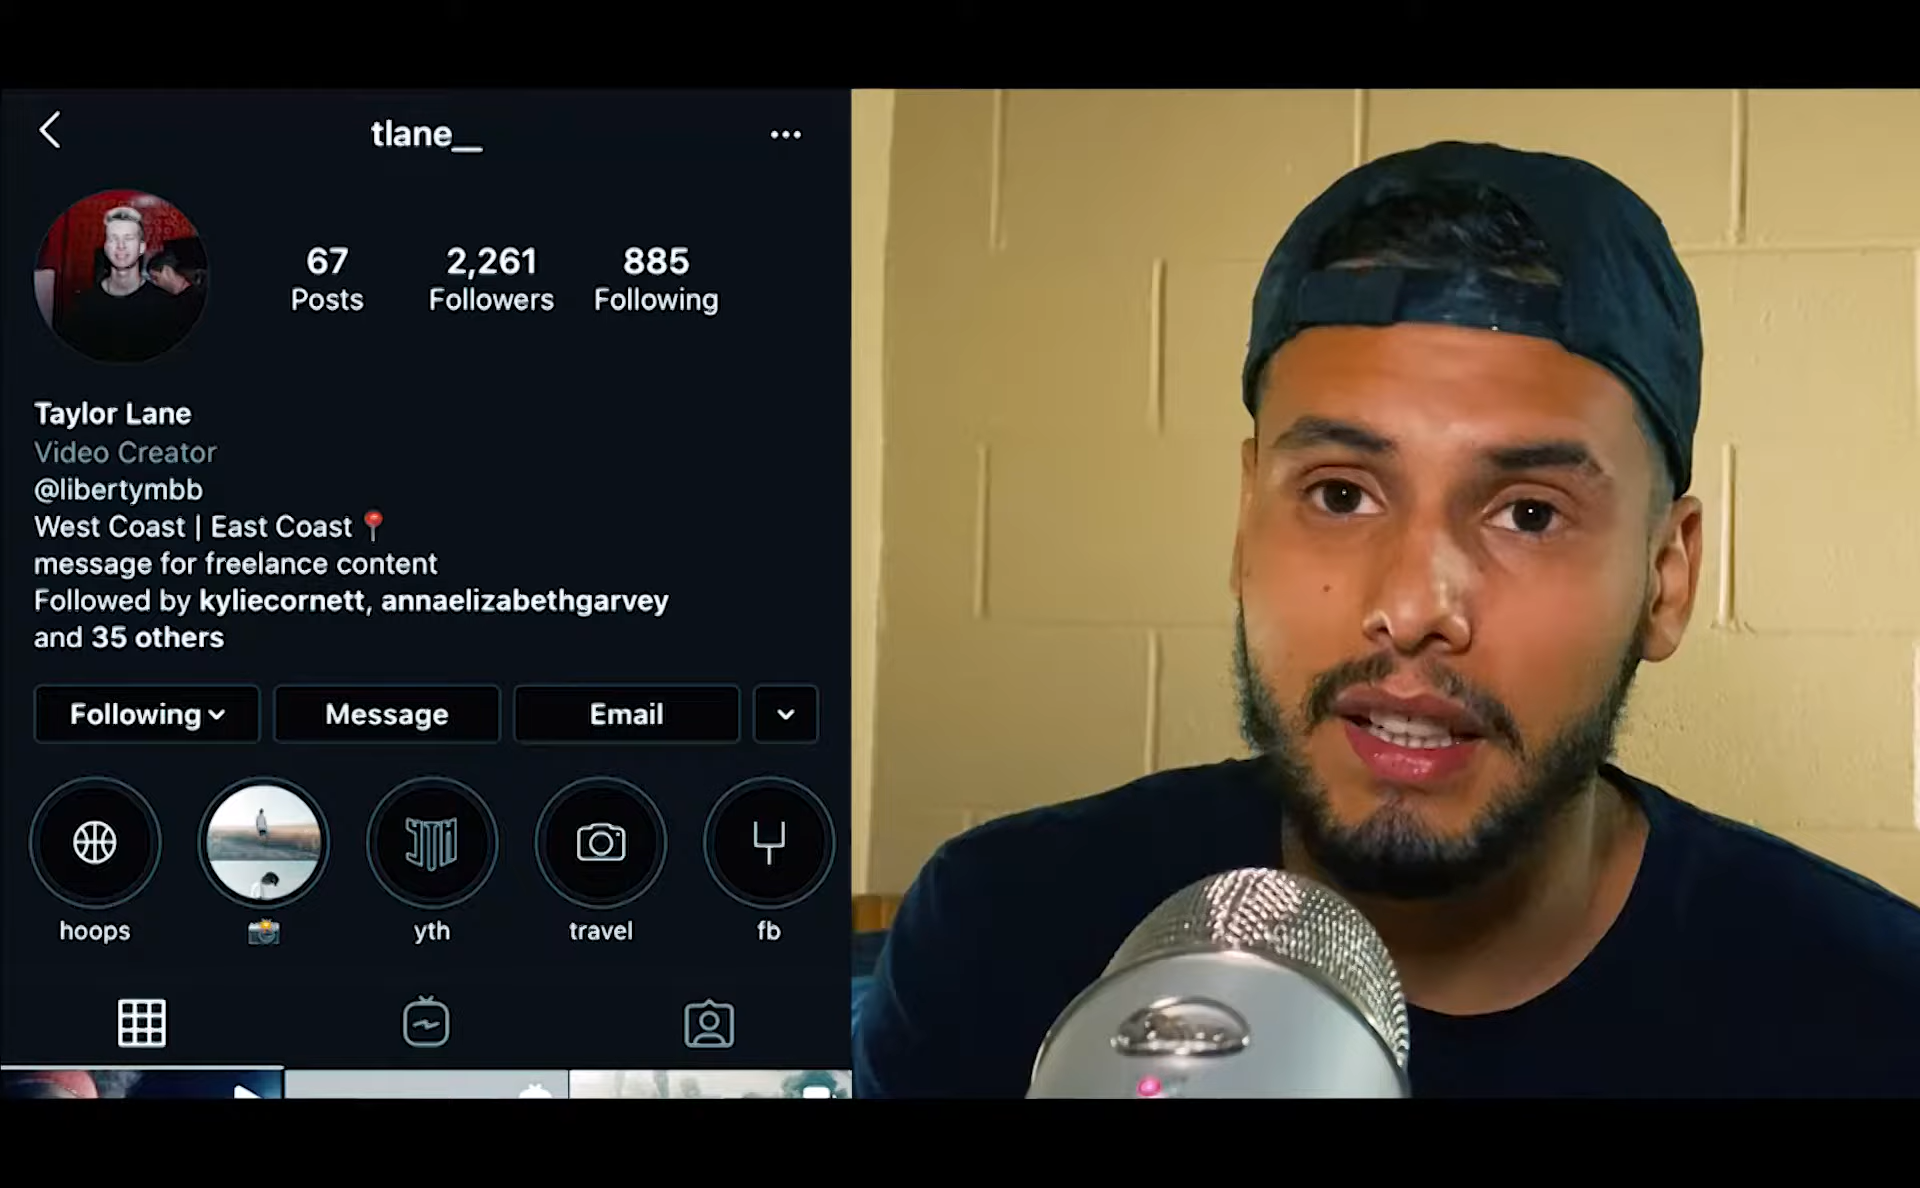 tlane__
67 2,261 885
Posts Followers Following
Taylor Lane
Video Creator
@libertymbb
West Coast | East Coast 📍
message for freelance content
Followed by kyliecornett, annaelizabethgarvey
and 35 others
Following Message Email
hoops 📸 yth travel fb